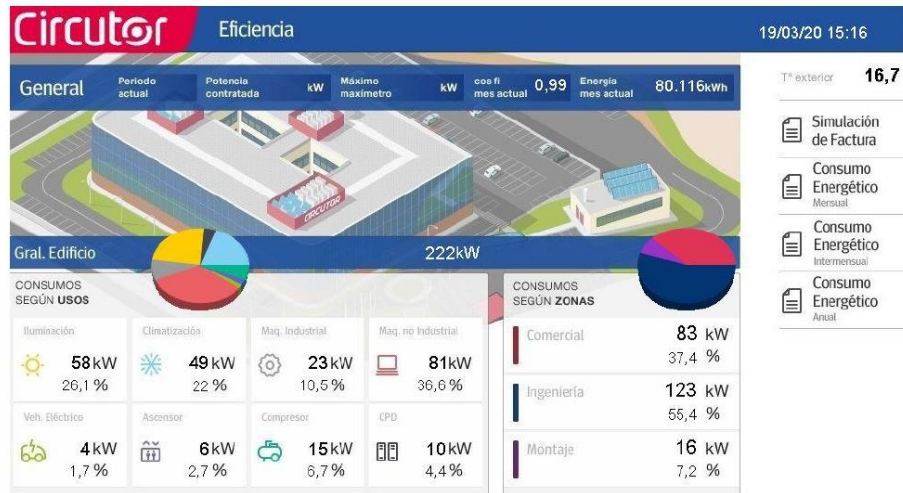 Circutor
Eficiencia
19/03/20 15:16
General
Periodo actual
Potencia contratada
kW
Máximo maxímetro
kW
cos fi mes actual 0,99
Energía mes actual 80.116kWh
Tª exterior 16,7
Simulación
de Factura
Consumo
Energético
Mensual
Consumo
Energético
Intermensual
Consumo
Energético
Anual
CIRCUTOR
Gral. Edificio
222kW
CONSUMOS
SEGÚN USOS
Iluminación
58kW
26,1 %
Climatización
49 kW
22 %
Maq. Industrial
23kW
10,5 %
Maq. no Industrial
81kW
36,6 %
Veh. Eléctrico
4kW
1,7 %
Ascensor
6kW
2,7 %
Compresor
15kW
6,7 %
CPD
10kW
4,4 %
CONSUMOS
SEGÚN ZONAS
Comercial
83 kW
37,4 %
Ingeniería
123 kW
55,4 %
Montaje
16 kW
7,2 %